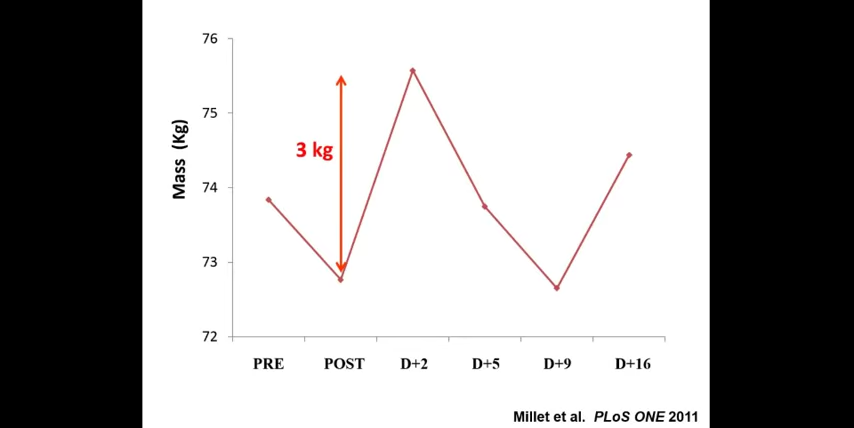 76
75
74
73
72
Mass (Kg)
3 kg
PRE POST D+2 D+5 D+9 D+16
Millet et al. PLoS ONE 2011